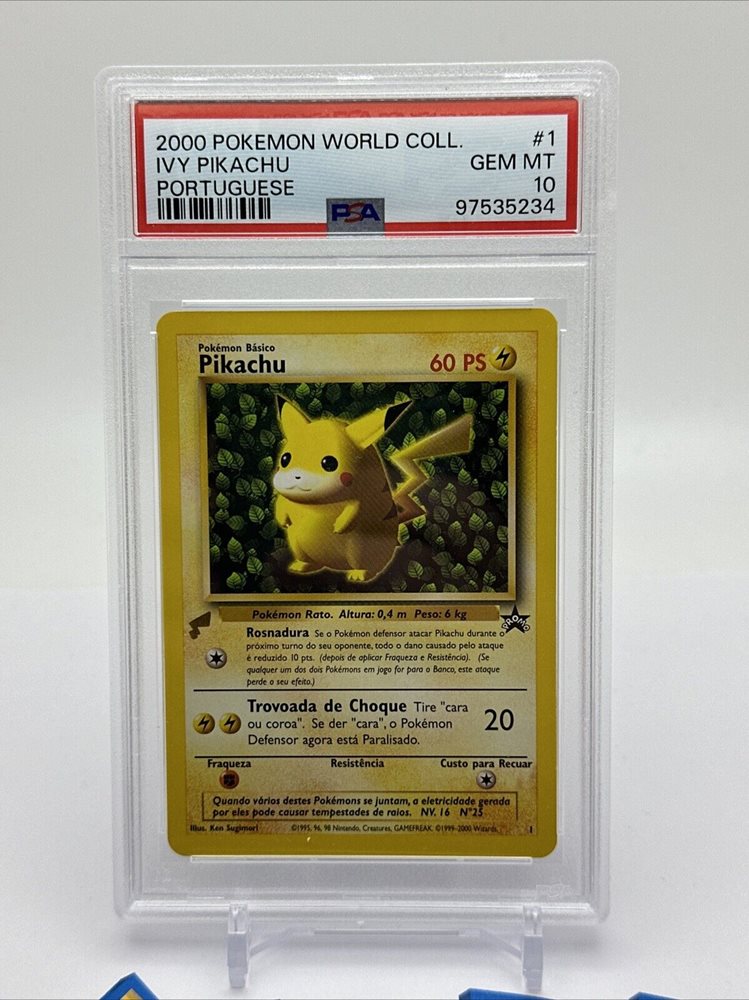 2000 POKEMON WORLD COLL. #1
IVY PIKACHU GEM MT
PORTUGUESE 10
PSA 97535234
Pokémon Básico
Pikachu 60 PS
Pokémon Rato. Altura: 0,4 m Peso: 6 kg
PROMO
Rosnadura Se o Pokémon defensor atacar Pikachu durante o
próximo turno de seu oponente, todo o dano causado pelo ataque
é reduzido 10 pts. (depois de aplicar Fraqueza e Resistência). (Se
qualquer um dos dois Pokémons em jogo for para o Banco, este ataque
perde o seu efeito.)
Trovoada de Choque Tire "cara
ou coroa". Se der "cara", o Pokémon 20
Defensor agora está Paralisado.
Fraqueza Resistência Custo para Recuar
Quando vários destes Pokémons se juntam, a eletricidade gerada
por eles pode causar tempestades de raios. NV. 16 N°25
Illus. Ken Sugimori ©1995, 96, 98 Nintendo, Creatures, GAMEFREAK. ©1999-2000 Wizards. 1